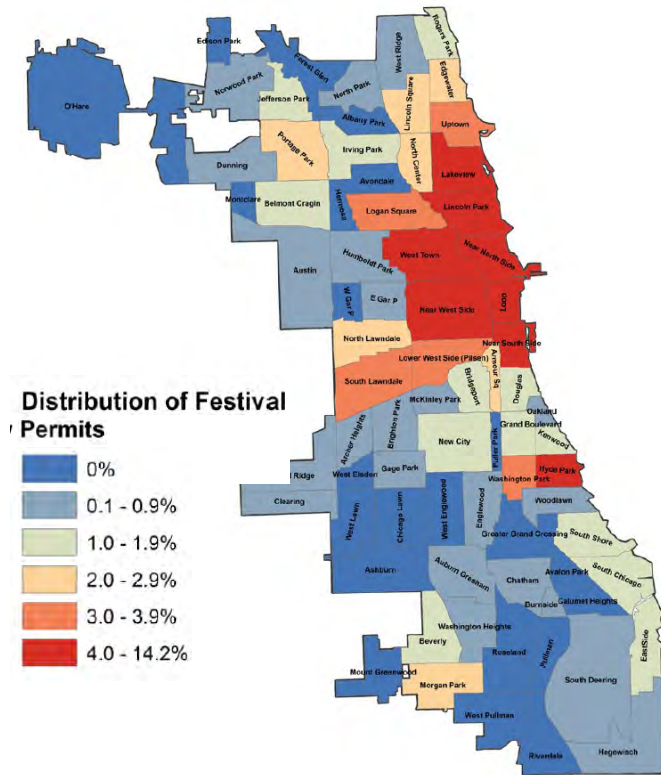 Edison Park
Rogers Park
West Ridge
Forest Glen
Norwood Park
North Park
Edgewater
O'Hare
Jefferson Park
Lincoln Square
Albany Park
Uptown
Portage Park
Irving Park
North Center
Dunning
Lakeview
Avondale
Montclare
Belmont Cragin
Hermosa
Logan Square
Lincoln Park
Humboldt Park
West Town
Near North Side
Austin
W Gar P
E Gar P
Near West Side
Loop
North Lawndale
Near South Side
Lower West Side (Pilsen)
Armour Sq
South Lawndale
Bridgeport
Douglas
McKinley Park
Oakland
Distribution of Festival
Permits
Archer Heights
Brighton Park
New City
Fuller Park
Grand Boulevard
Kenwood
0%
Ridge
West Elsdon
Gage Park
Washington Park
Hyde Park
0.1 - 0.9%
Clearing
West Lawn
Chicago Lawn
West Englewood
Englewood
Woodlawn
1.0 - 1.9%
Greater Grand Crossing
South Shore
2.0 - 2.9%
Ashburn
Auburn Gresham
Chatham
Avalon Park
South Chicago
3.0 - 3.9%
Burnside
Calumet Heights
4.0 - 14.2%
Washington Heights
Beverly
EastSide
Mount Greenwood
Roseland
Pullman
Morgan Park
South Deering
West Pullman
Riverdale
Hegewisch